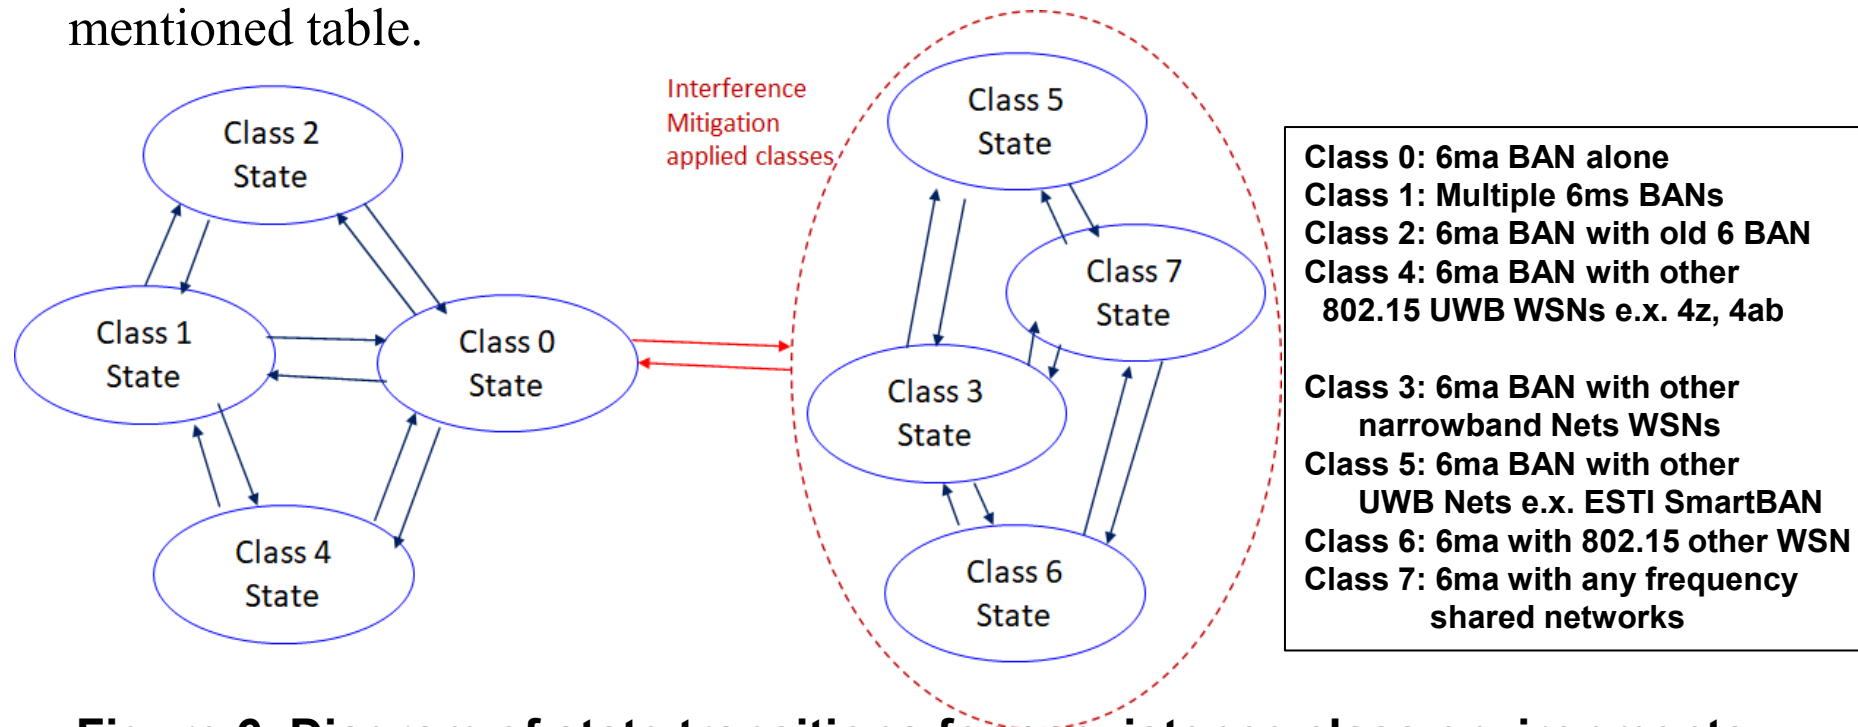 mentioned table.
Interference
Mitigation
applied classes
Class 2
State
Class 1
State
Class 0
State
Class 4
State
Class 5
State
Class 7
State
Class 3
State
Class 6
State
Class 0: 6ma BAN alone
Class 1: Multiple 6ms BANs
Class 2: 6ma BAN with old 6 BAN
Class 4: 6ma BAN with other
802.15 UWB WSNs e.x. 4z, 4ab
Class 3: 6ma BAN with other
narrowband Nets WSNs
Class 5: 6ma BAN with other
UWB Nets e.x. ESTI SmartBAN
Class 6: 6ma with 802.15 other WSN
Class 7: 6ma with any frequency
shared networks
Diagram of state transitions